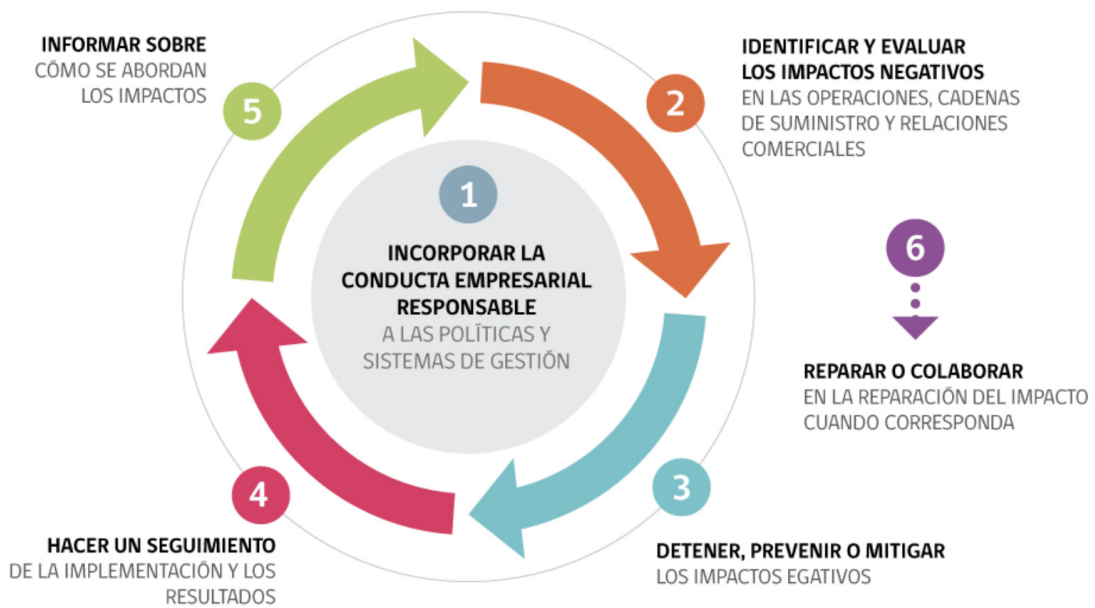 1
INCORPORAR LA
CONDUCTA EMPRESARIAL
RESPONSABLE
A LAS POLÍTICAS Y
SISTEMAS DE GESTIÓN
2
IDENTIFICAR Y EVALUAR
LOS IMPACTOS NEGATIVOS
EN LAS OPERACIONES, CADENAS
DE SUMINISTRO Y RELACIONES
COMERCIALES
3
DETENER, PREVENIR O MITIGAR
LOS IMPACTOS EGATIVOS
4
HACER UN SEGUIMIENTO
DE LA IMPLEMENTACIÓN Y LOS
RESULTADOS
5
INFORMAR SOBRE
CÓMO SE ABORDAN
LOS IMPACTOS
6
REPARAR O COLABORAR
EN LA REPARACIÓN DEL IMPACTO
CUANDO CORRESPONDA